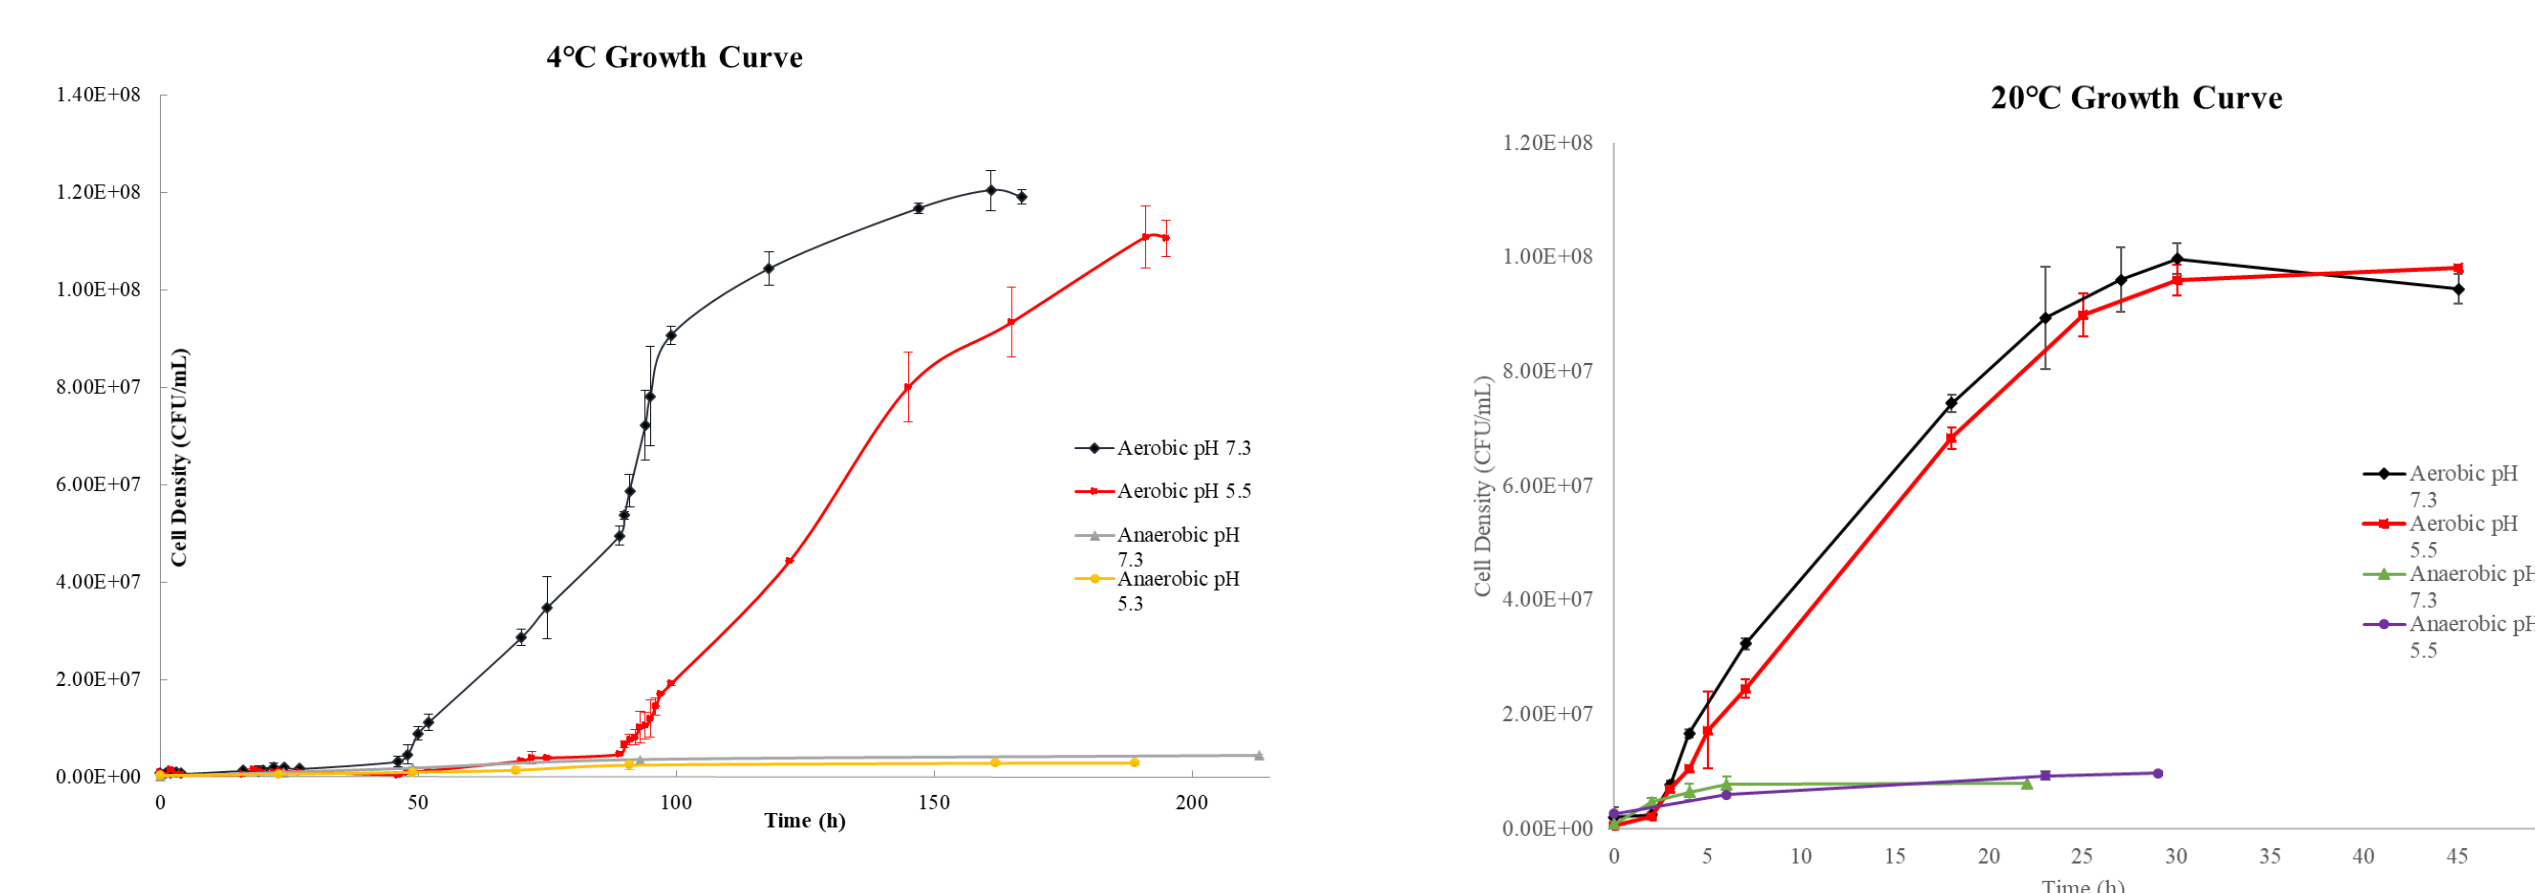 4°C Growth Curve
1.40E+08
1.20E+08
1.00E+08
8.00E+07
6.00E+07
4.00E+07
2.00E+07
0.00E+00
Cell Density (CFU/mL)
0 50 100 150 200
Time (h)
Aerobic pH 7.3
Aerobic pH 5.5
Anaerobic pH
7.3
Anaerobic pH
5.3
20°C Growth Curve
1.20E+08
1.00E+08
8.00E+07
6.00E+07
4.00E+07
2.00E+07
0.00E+00
Cell Density (CFU/mL)
0 5 10 15 20 25 30 35 40 45
Time (h)
Aerobic pH
7.3
Aerobic pH
5.5
Anaerobic pH
7.3
Anaerobic pH
5.5